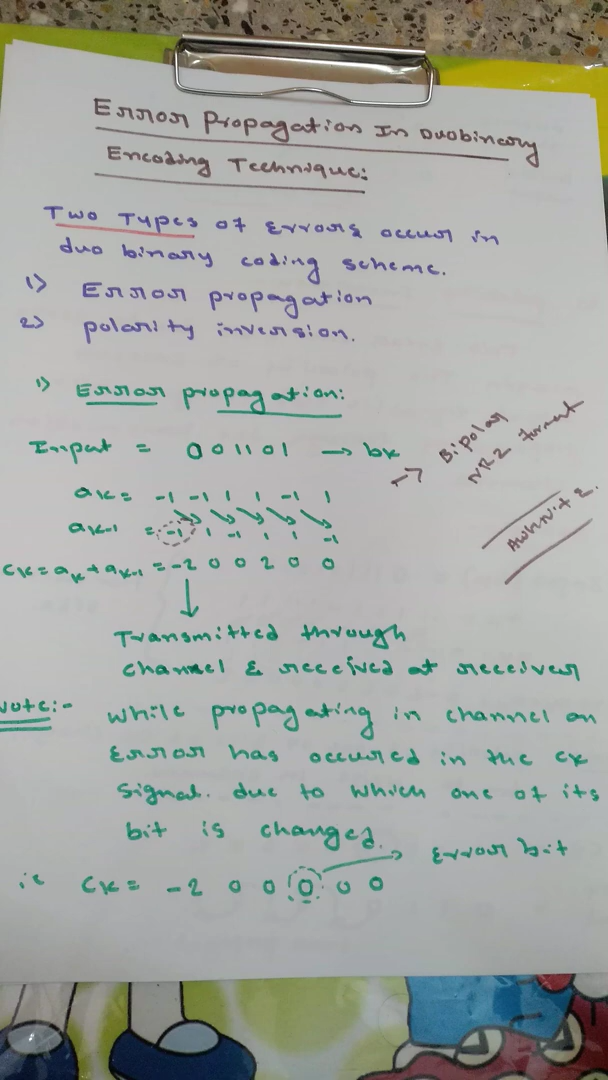 Error Propagation In Duobinary
Encoding Technique:
Two Types of Errors occur in
duo binary coding scheme.
1) Error propagation
2) polarity inversion.
1) Error propagation:
Input = 0 0 1 1 0 1 → bk
→ Bipolar
NRZ format
ak = -1 -1 1 1 -1 1
ak-1 = -1 1 -1 1 1 -1
ck = ak + ak-1 = -2 0 0 2 0 0
Transmitted through
channel & received at receiver
Note:- While propagating in channel an
Error has occured in the ck
signal. due to which one of its
bit is changed.
Error bit
ie ck = -2 0 0 0 0 0